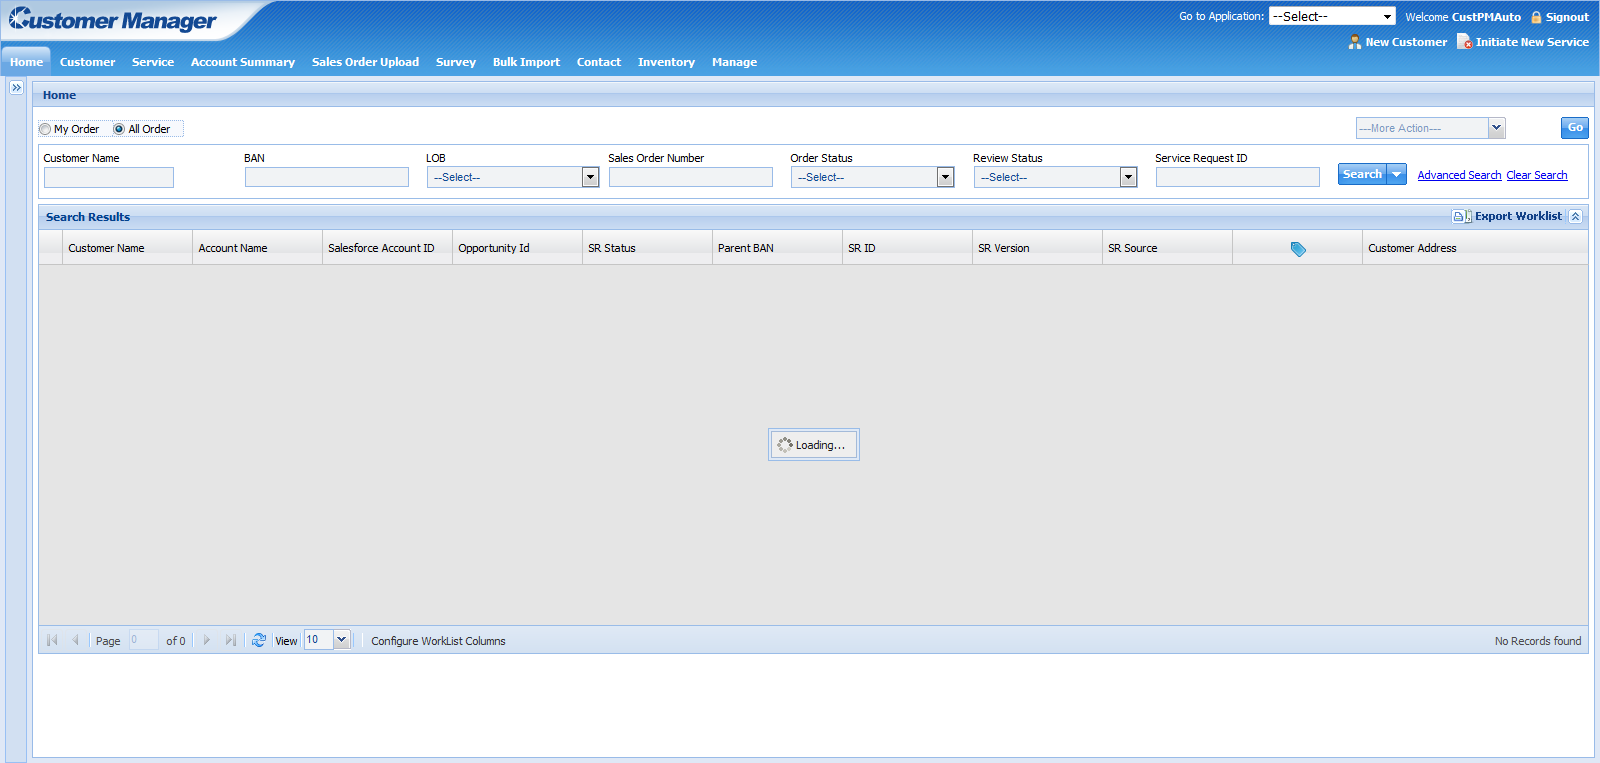 Customer Manager
Go to Application: --Select-- Welcome CustPMAuto Signout
New Customer Initiate New Service
Home Customer Service Account Summary Sales Order Upload Survey Bulk Import Contact Inventory Manage
Home
My Order All Order ---More Action--- Go
Customer Name BAN LOB Sales Order Number Order Status Review Status Service Request ID
--Select-- --Select-- --Select-- Search Advanced Search Clear Search
Search Results Export Worklist
Customer Name Account Name Salesforce Account ID Opportunity Id SR Status Parent BAN SR ID SR Version SR Source Customer Address
Loading...
Page 0 of 0 View 10 Configure WorkList Columns No Records found